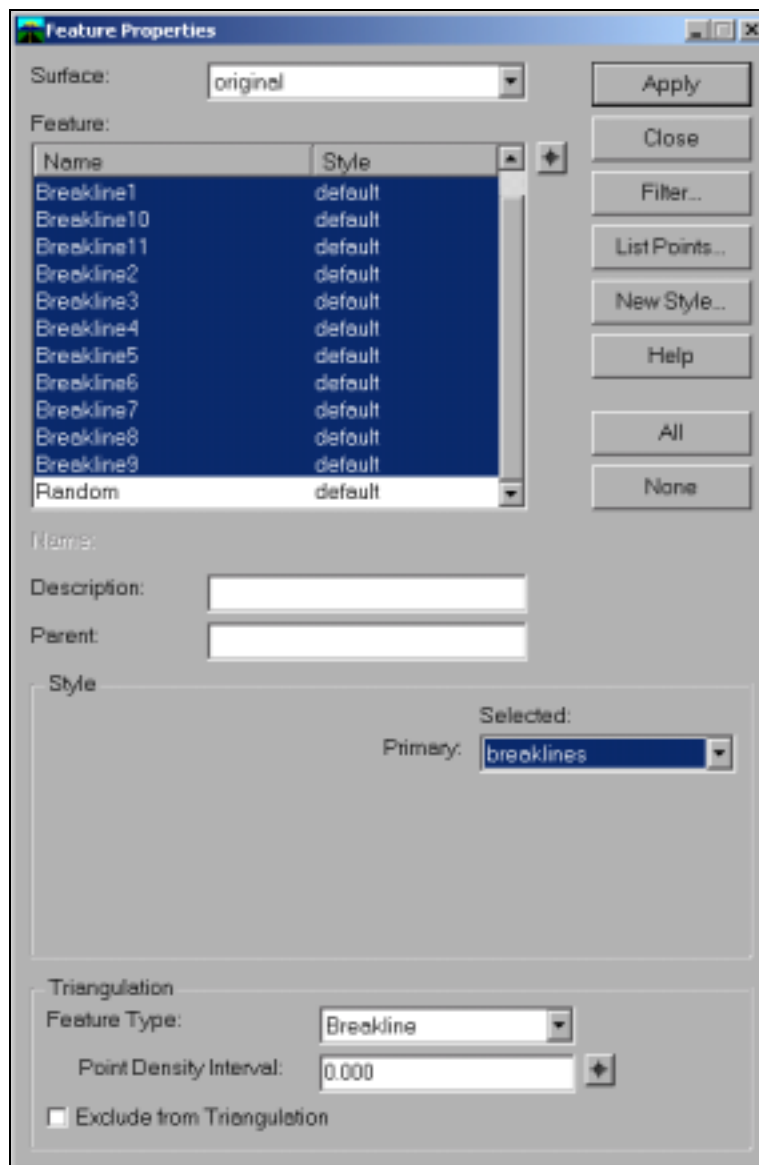 Feature Properties
Surface: original
Apply
Feature:
Close
Name Style
Filter...
Breakline1 default
Breakline10 default
Breakline11 default
List Points...
Breakline2 default
Breakline3 default
New Style...
Breakline4 default
Breakline5 default
Help
Breakline6 default
Breakline7 default
Breakline8 default
All
Breakline9 default
Random default
None
Name:
Description:
Parent:
Style
Selected:
Primary: breaklines
Triangulation
Feature Type: Breakline
Point Density Interval: 0.000
Exclude from Triangulation